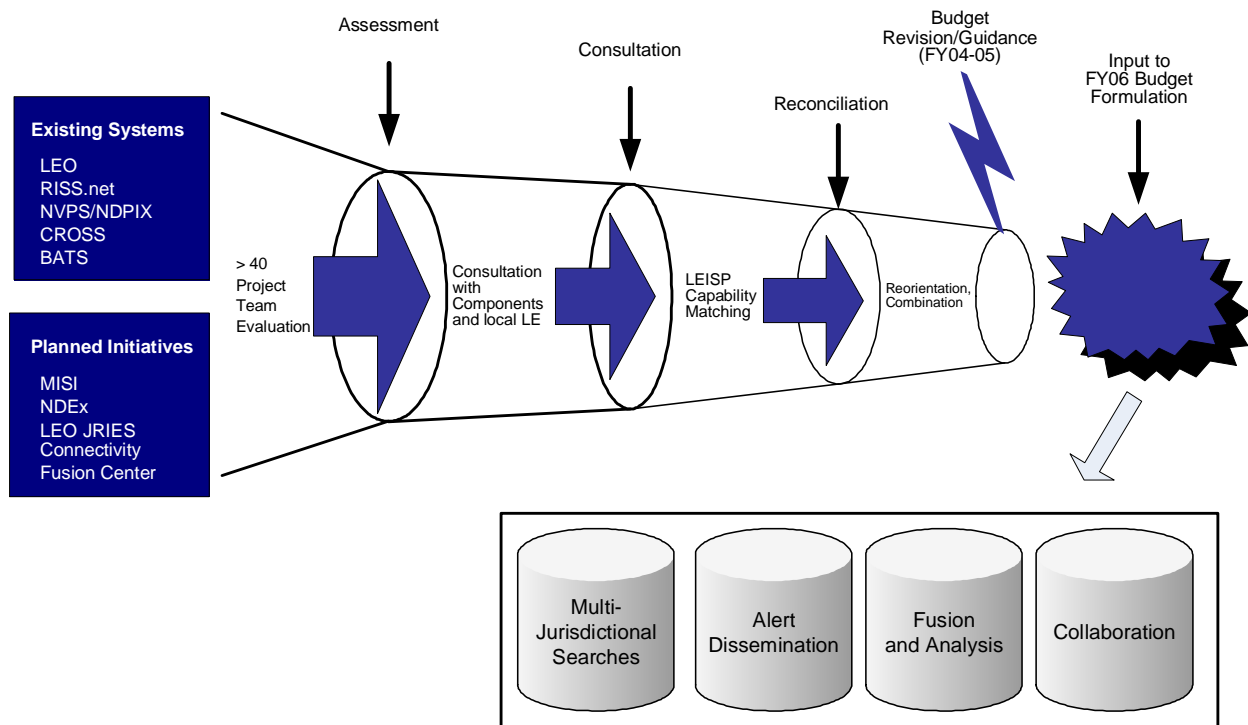 Assessment
Consultation
Reconciliation
Budget
Revision/Guidance
(FY04-05)
Input to
FY06 Budget
Formulation
Existing Systems
LEO
RISS.net
NVPS/NDPIX
CROSS
BATS
Planned Initiatives
MISI
NDEx
LEO JRIES
Connectivity
Fusion Center
> 40
Project
Team
Evaluation
Consultation
with
Components
and local LE
LEISP
Capability
Matching
Reorientation,
Combination
Multi-
Jurisdictional
Searches
Alert
Dissemination
Fusion
and Analysis
Collaboration